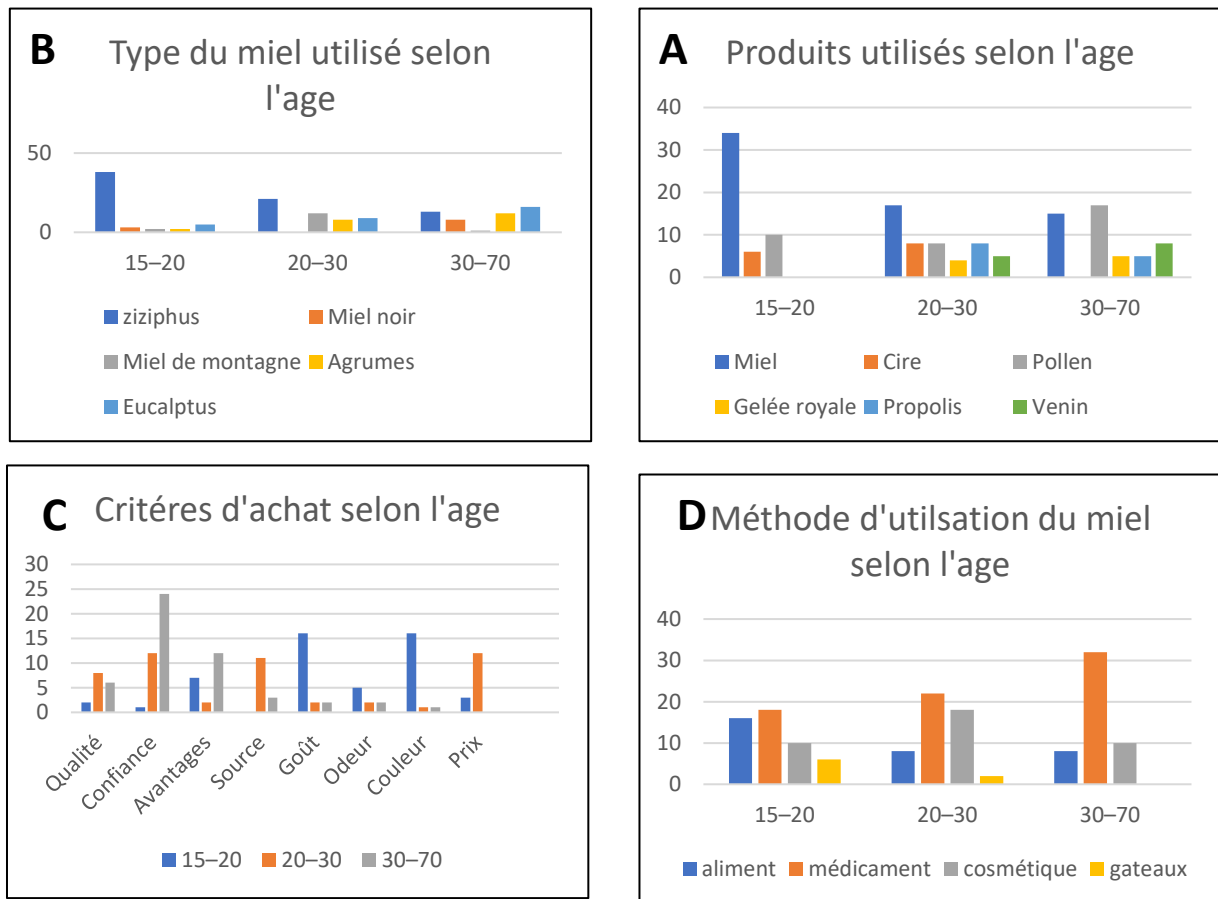 B
Type du miel utilisé selon
l'age
50
0
15–20 20–30 30–70
ziziphus Miel noir
Miel de montagne Agrumes
Eucalptus
A
Produits utilisés selon l'age
40
30
20
10
0
15–20 20–30 30–70
Miel Cire Pollen
Gelée royale Propolis Venin
C
Critéres d'achat selon l'age
30
25
20
15
10
5
0
Qualité Confiance Avantages Source Goût Odeur Couleur Prix
15–20 20–30 30–70
D
Méthode d'utilsation du miel
selon l'age
40
30
20
10
0
15–20 20–30 30–70
aliment médicament cosmétique gateaux